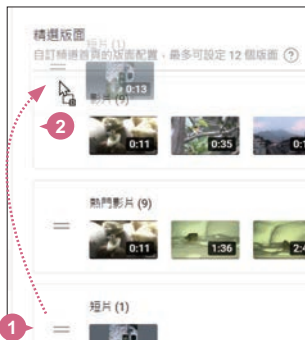 精選版面
短片 (1)
自訂精選首頁的版面配置，最多可設定 12 個版面 ?
0:13
影片 (9)
2
0:11
0:35
熱門影片 (9)
0:11
1:36
短片 (1)
1